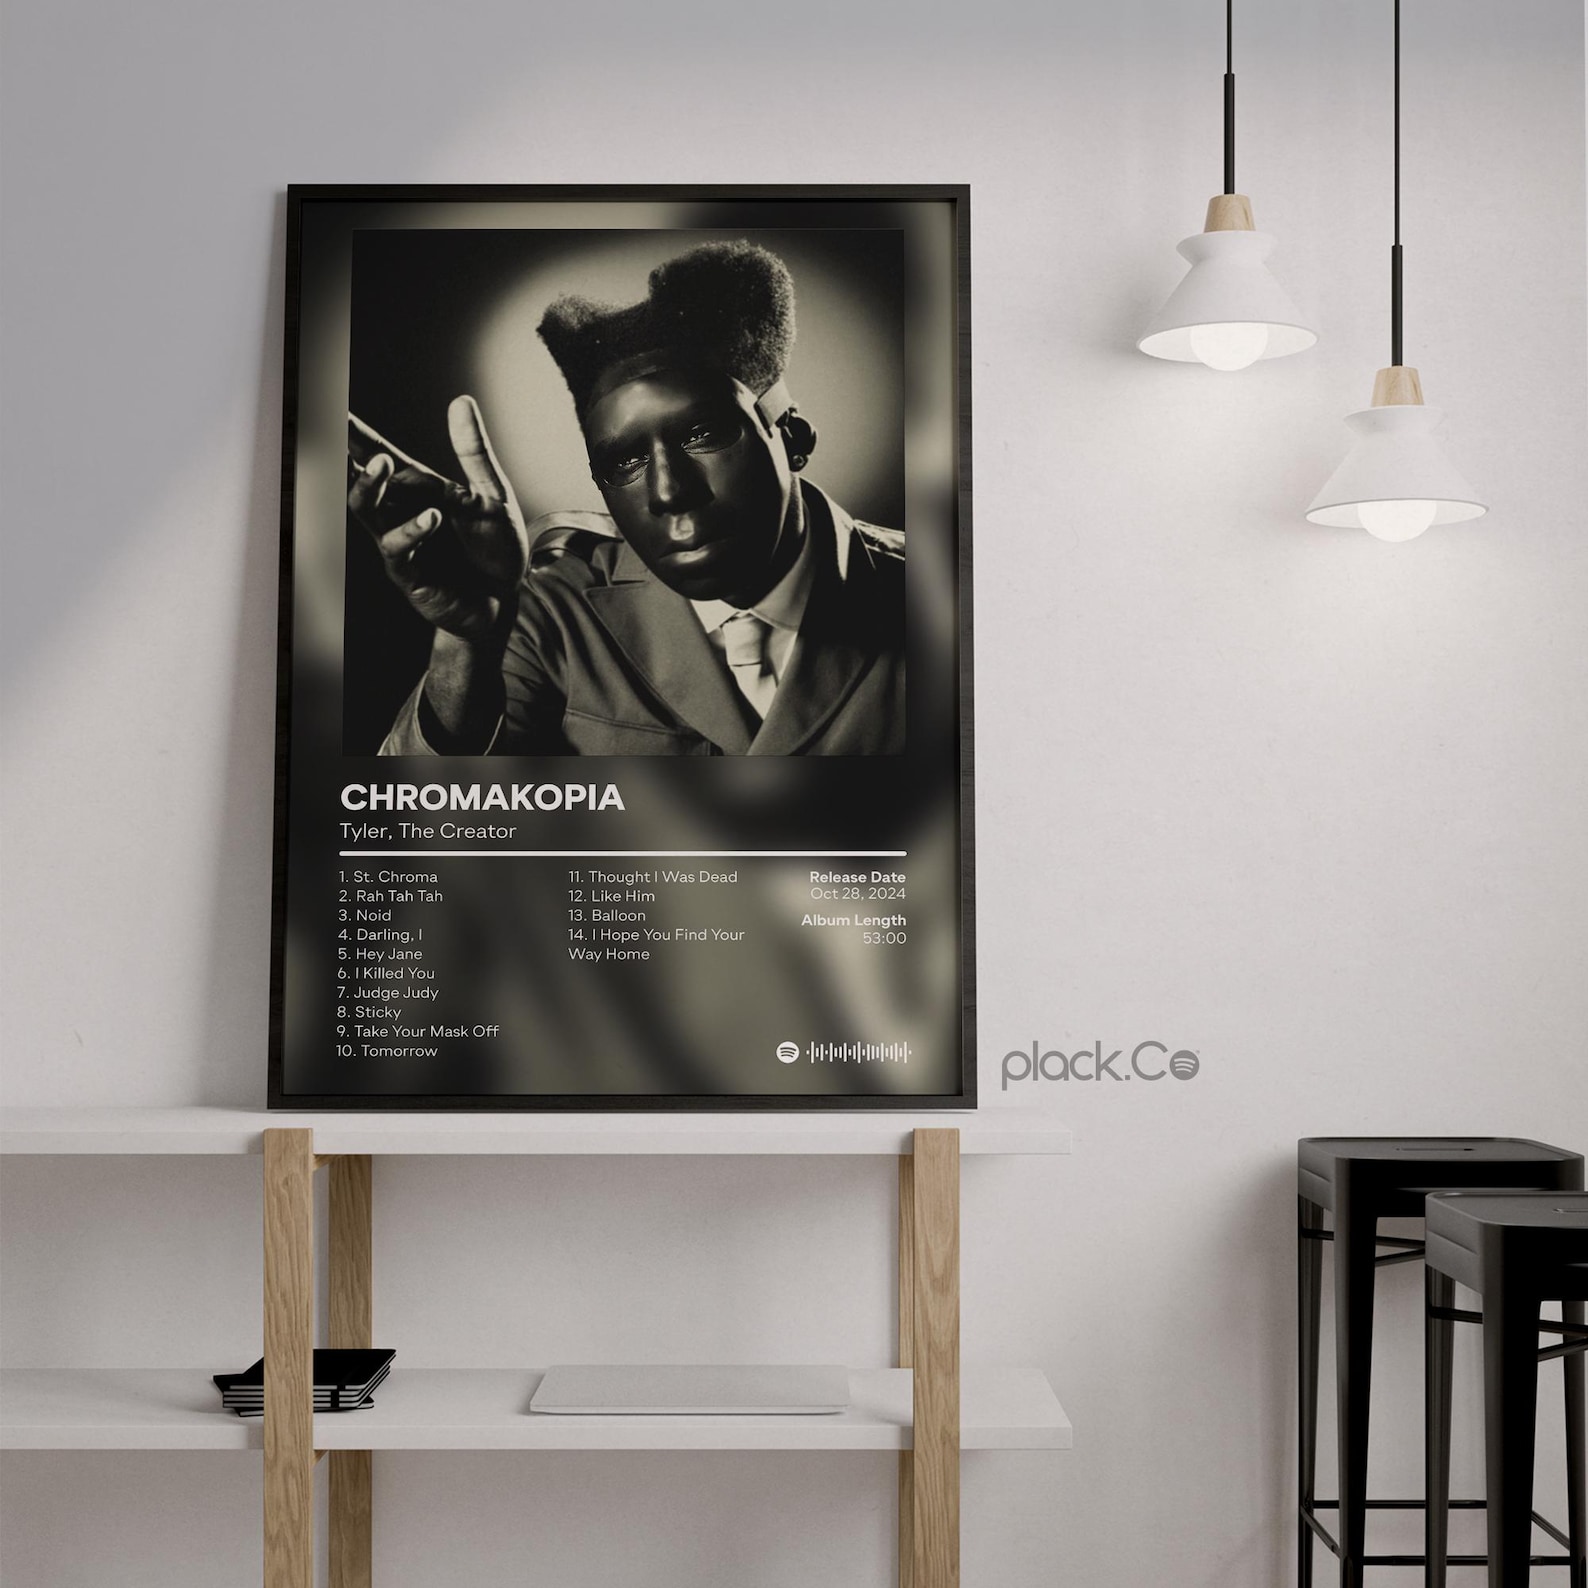 CHROMAKOPIA
Tyler, The Creator
1. St. Chroma
2. Rah Tah Tah
3. Noid
4. Darling, I
5. Hey Jane
6. I Killed You
7. Judge Judy
8. Sticky
9. Take Your Mask Off
10. Tomorrow
11. Thought I Was Dead
12. Like Him
13. Balloon
14. I Hope You Find Your
Way Home
Release Date
Oct 28, 2024
Album Length
53:00
plack.Co